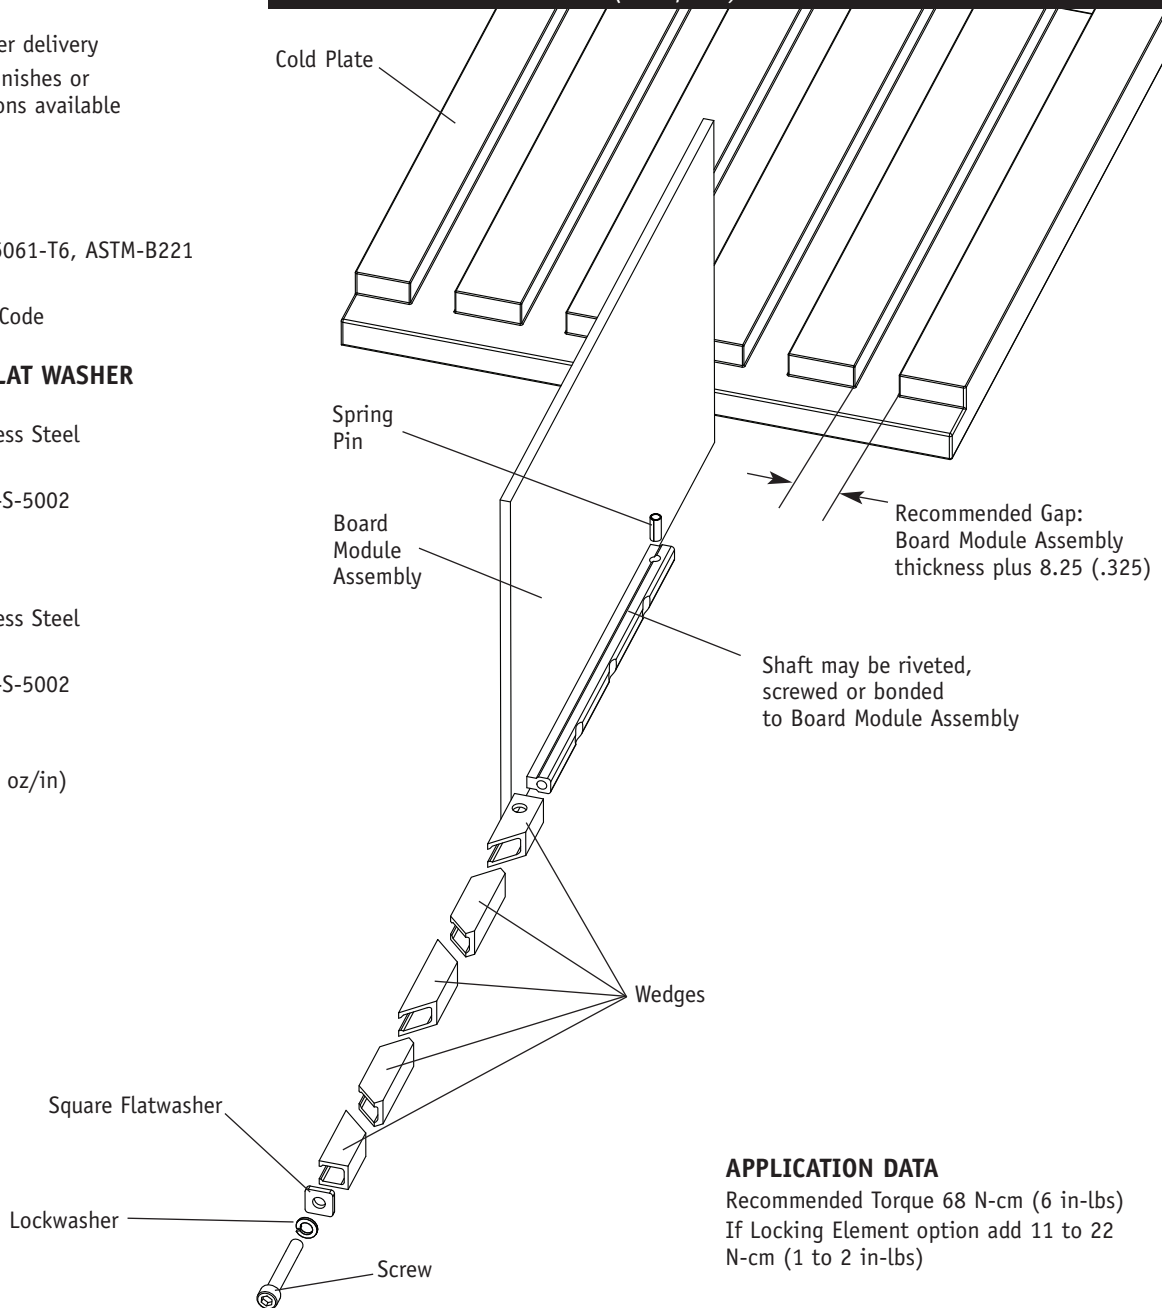 er delivery
nishes or
ons available
6061-T6, ASTM-B221
Code
LAT WASHER
ess Steel
-S-5002
ess Steel
-S-5002
oz/in)
Cold Plate
Spring
Pin
Board
Module
Assembly
Recommended Gap:
Board Module Assembly
thickness plus 8.25 (.325)
Shaft may be riveted,
screwed or bonded
to Board Module Assembly
Wedges
Square Flatwasher
Lockwasher
Screw
APPLICATION DATA
Recommended Torque 68 N-cm (6 in-lbs)
If Locking Element option add 11 to 22
N-cm (1 to 2 in-lbs)